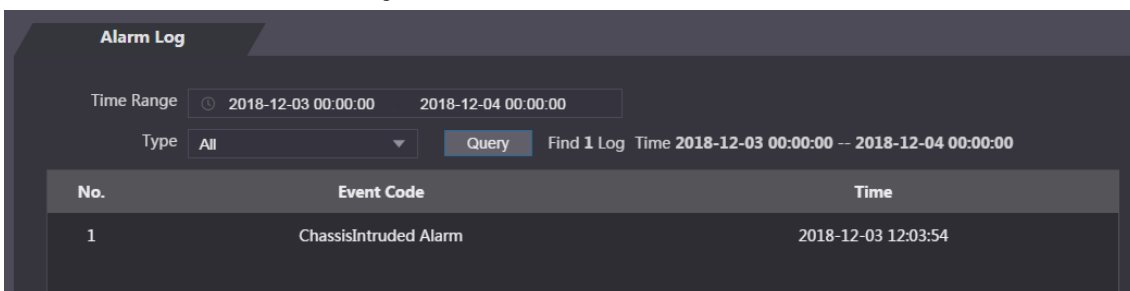 Alarm Log
Time Range 2018-12-03 00:00:00 2018-12-04 00:00:00
Type All Query Find 1 Log Time 2018-12-03 00:00:00 -- 2018-12-04 00:00:00
No. Event Code Time
1 ChassisIntruded Alarm 2018-12-03 12:03:54